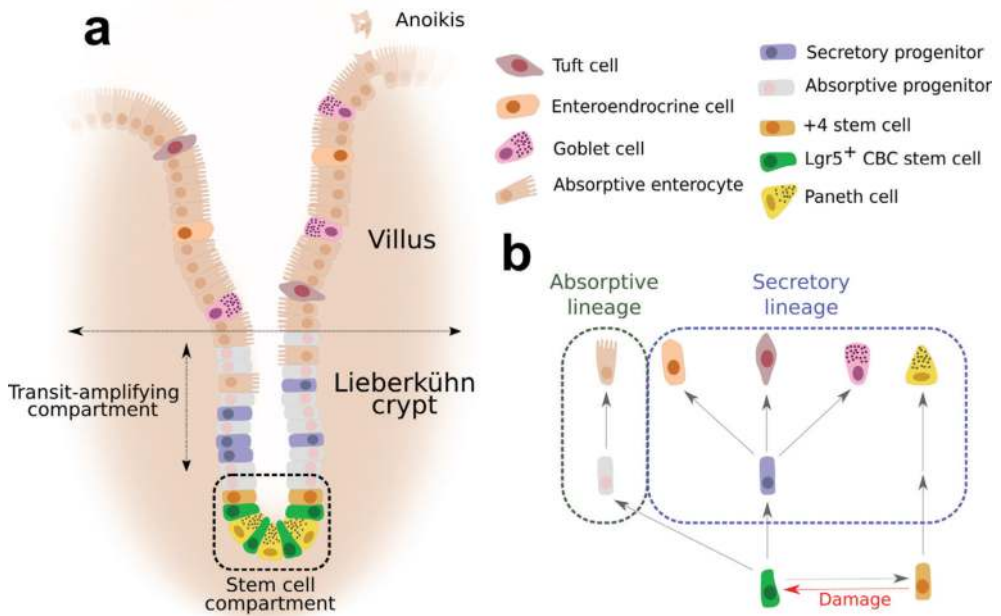 a
Anoikis
Villus
Transit-amplifying
compartment
Lieberkühn
crypt
Stem cell
compartment
Tuft cell
Enteroendocrine cell
Goblet cell
Absorptive enterocyte
Secretory progenitor
Absorptive progenitor
+4 stem cell
Lgr5+ CBC stem cell
Paneth cell
b
Absorptive
lineage
Secretory
lineage
Damage